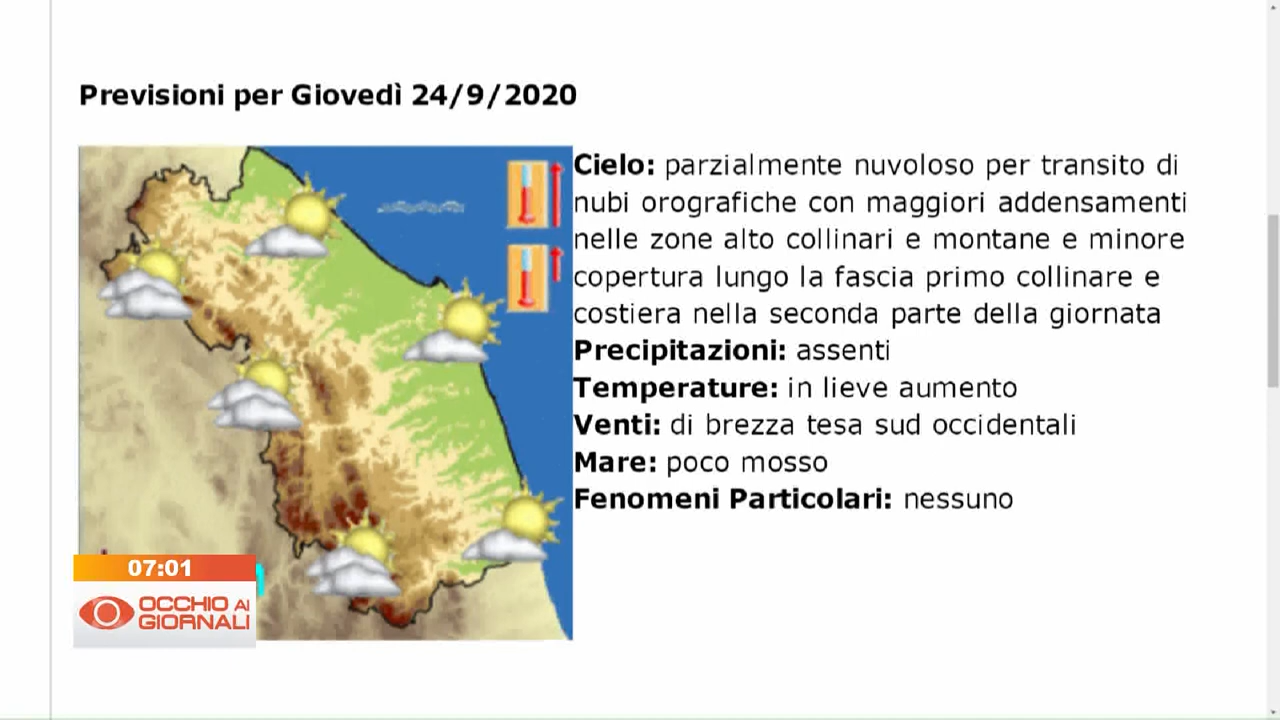 Previsioni per Giovedì 24/9/2020
Cielo: parzialmente nuvoloso per transito di
nubi orografiche con maggiori addensamenti
nelle zone alto collinari e montane e minore
copertura lungo la fascia primo collinare e
costiera nella seconda parte della giornata
Precipitazioni: assenti
Temperature: in lieve aumento
Venti: di brezza tesa sud occidentali
Mare: poco mosso
Fenomeni Particolari: nessuno
07:01
OCCHIO AI
GIORNALI